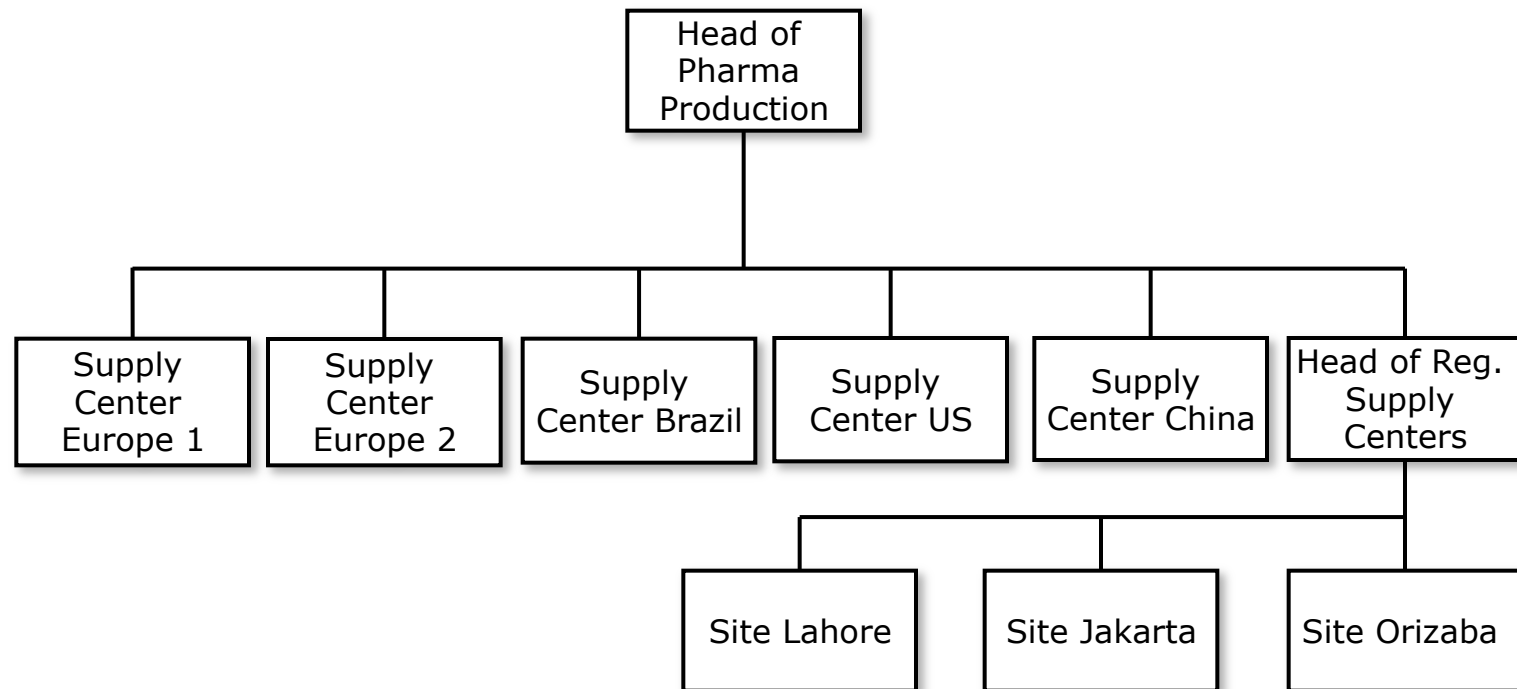 Head of
Pharma
Production
Supply
Center
Europe 1
Supply
Center
Europe 2
Supply
Center Brazil
Supply
Center US
Supply
Center China
Head of Reg.
Supply
Centers
Site Lahore
Site Jakarta
Site Orizaba